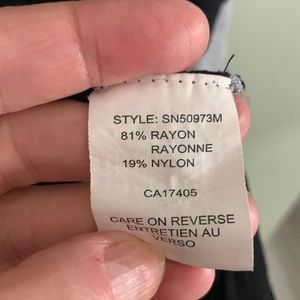 STYLE: SN50973M
81% RAYON
RAYONNE
19% NYLON
CA17405
CARE ON REVERSE
ENTRETIEN AU
VERSO